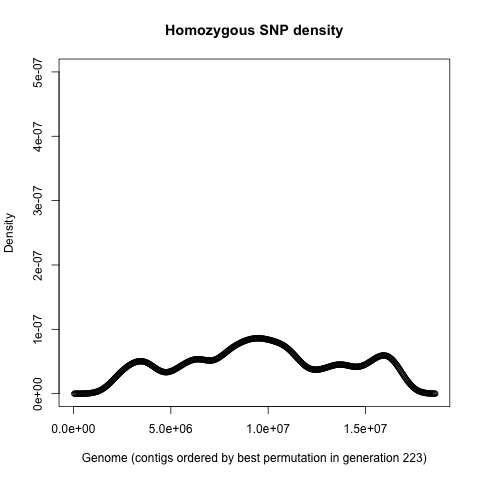 Homozygous SNP density
Density
5e-07
4e-07
3e-07
2e-07
1e-07
0e+00
0.0e+00 5.0e+06 1.0e+07 1.5e+07
Genome (contigs ordered by best permutation in generation 223)